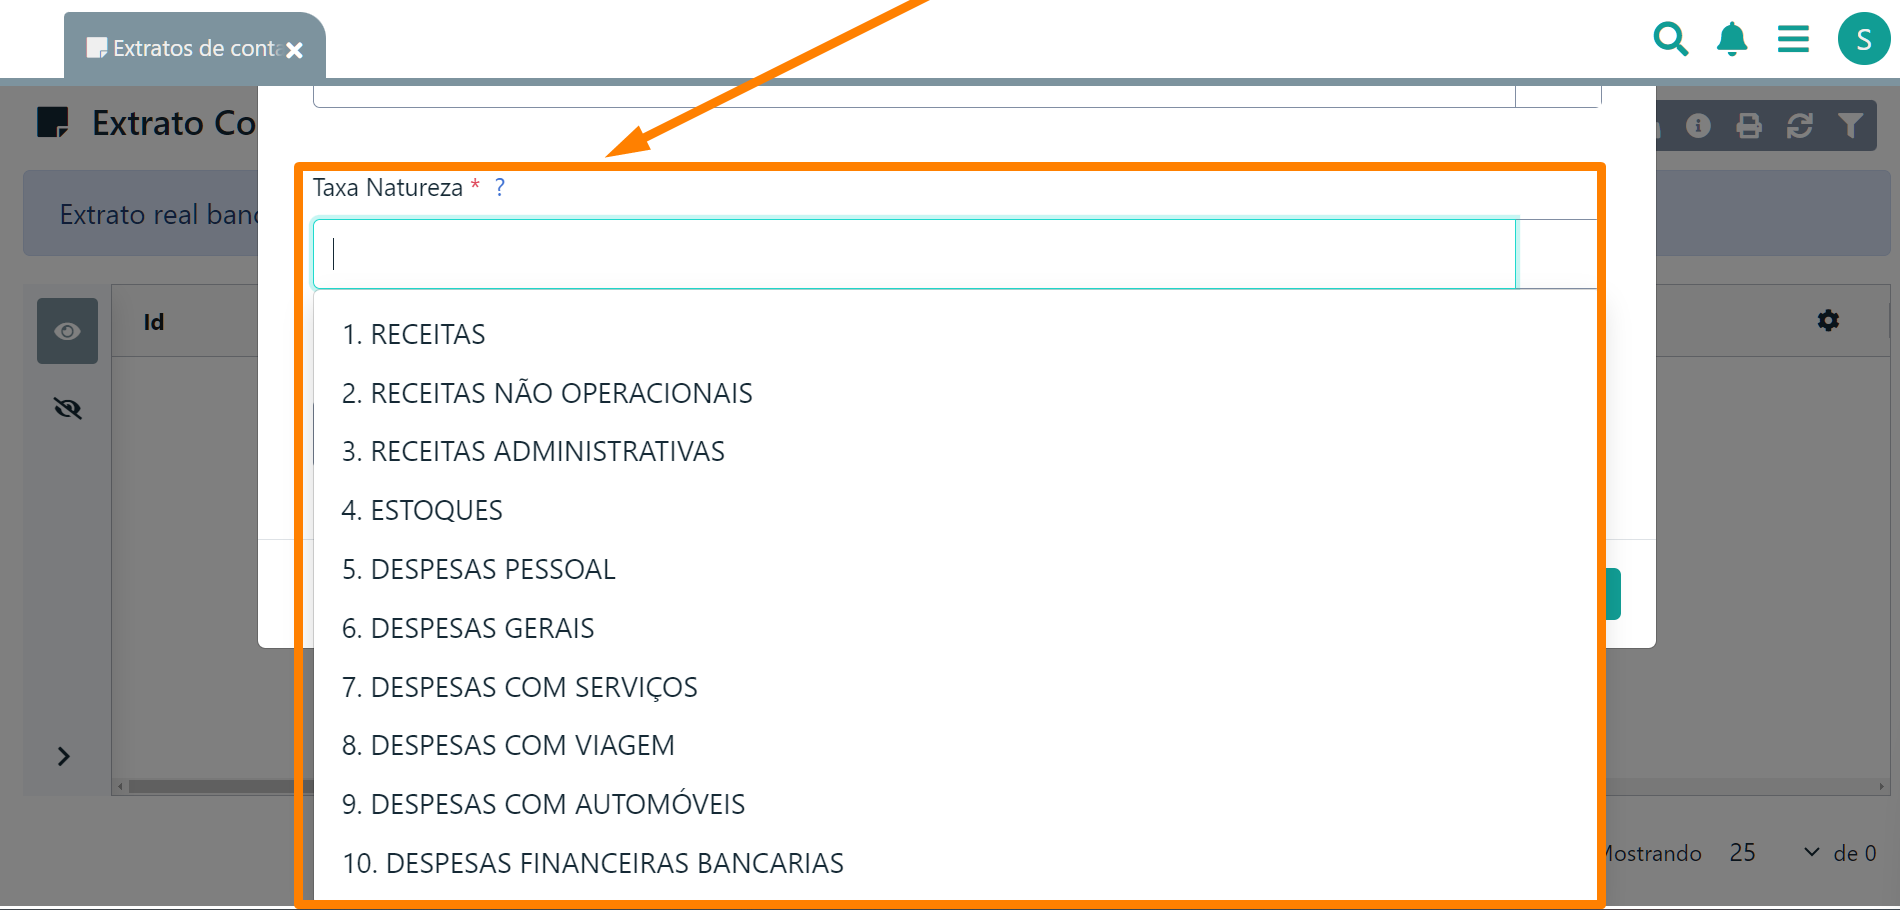 Extratos de conta
S
Extrato Co
Extrato real banc
Id
Taxa Natureza * ?
1. RECEITAS
2. RECEITAS NÃO OPERACIONAIS
3. RECEITAS ADMINISTRATIVAS
4. ESTOQUES
5. DESPESAS PESSOAL
6. DESPESAS GERAIS
7. DESPESAS COM SERVIÇOS
8. DESPESAS COM VIAGEM
9. DESPESAS COM AUTOMÓVEIS
10. DESPESAS FINANCEIRAS BANCARIAS
Mostrando 25 de 0